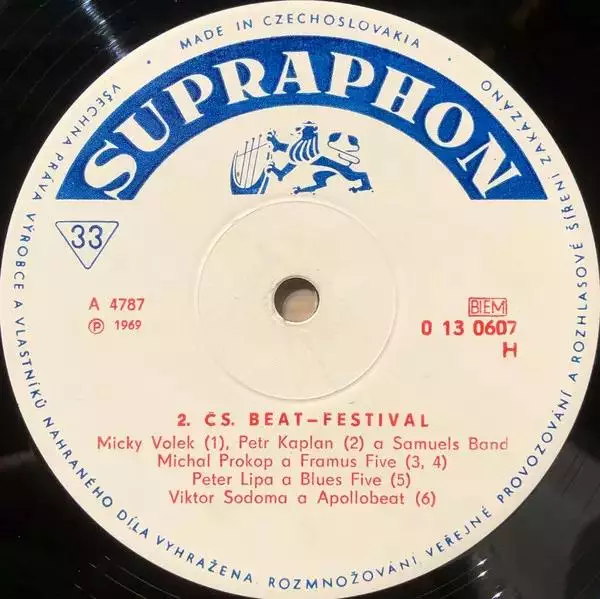 • MADE IN CZECHOSLOVAKIA •
SUPRAPHON
33
A 4787
Ⓟ 1969
BIEM
0 13 0607
H
2. ČS. BEAT–FESTIVAL
Micky Volek (1), Petr Kaplan (2) a Samuels Band
Michal Prokop a Framus Five (3, 4)
Peter Lipa a Blues Five (5)
Viktor Sodoma a Apollobeat (6)
VŠECHNA PRÁVA VÝROBCE A VLASTNÍKŮ NAHRANÉHO DÍLA VYHRAŽENA. ROZMNOŽOVÁNÍ, VEŘEJNÉ PROVOZOVÁNÍ A ROZHLASOVÉ ŠÍŘENÍ ZAKÁZÁNO